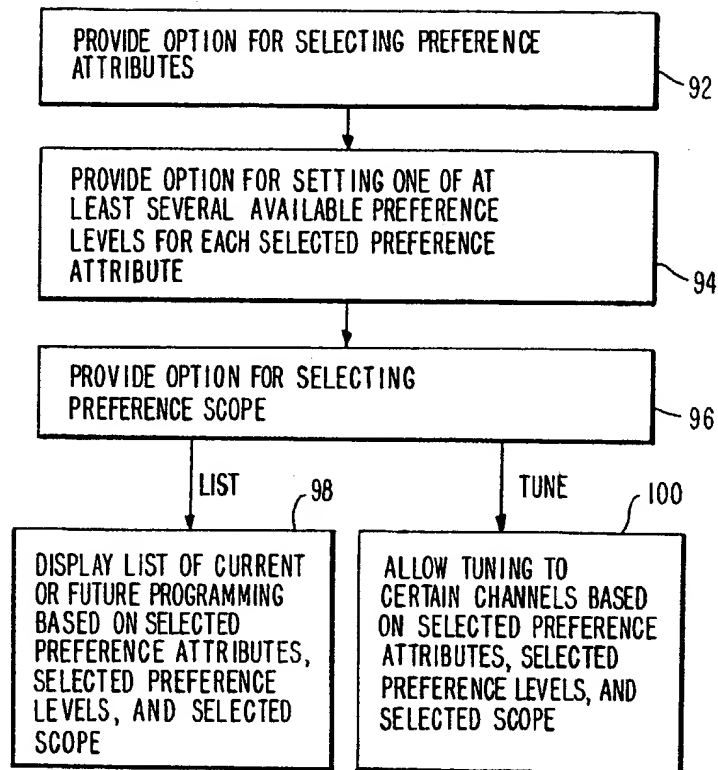 PROVIDE OPTION FOR SELECTING PREFERENCE
ATTRIBUTES
92
PROVIDE OPTION FOR SETTING ONE OF AT
LEAST SEVERAL AVAILABLE PREFERENCE
LEVELS FOR EACH SELECTED PREFERENCE
ATTRIBUTE
94
PROVIDE OPTION FOR SELECTING
PREFERENCE SCOPE
96
LIST
98
DISPLAY LIST OF CURRENT
OR FUTURE PROGRAMMING
BASED ON SELECTED
PREFERENCE ATTRIBUTES,
SELECTED PREFERENCE
LEVELS, AND SELECTED
SCOPE
TUNE
100
ALLOW TUNING TO
CERTAIN CHANNELS BASED
ON SELECTED PREFERENCE
ATTRIBUTES, SELECTED
PREFERENCE LEVELS, AND
SELECTED SCOPE